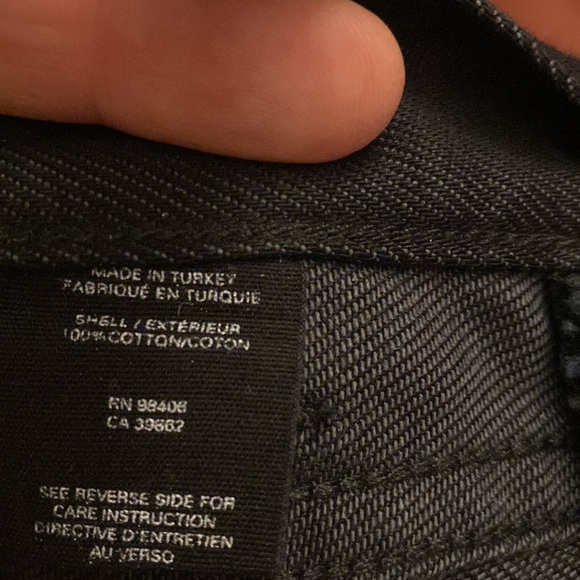 MADE IN TURKEY
FABRIQUÉ EN TURQUIE
SHELL / EXTÉRIEUR
100% COTTON/COTON
RN 98406
CA 39662
SEE REVERSE SIDE FOR
CARE INSTRUCTION
DIRECTIVE D'ENTRETIEN
AU VERSO